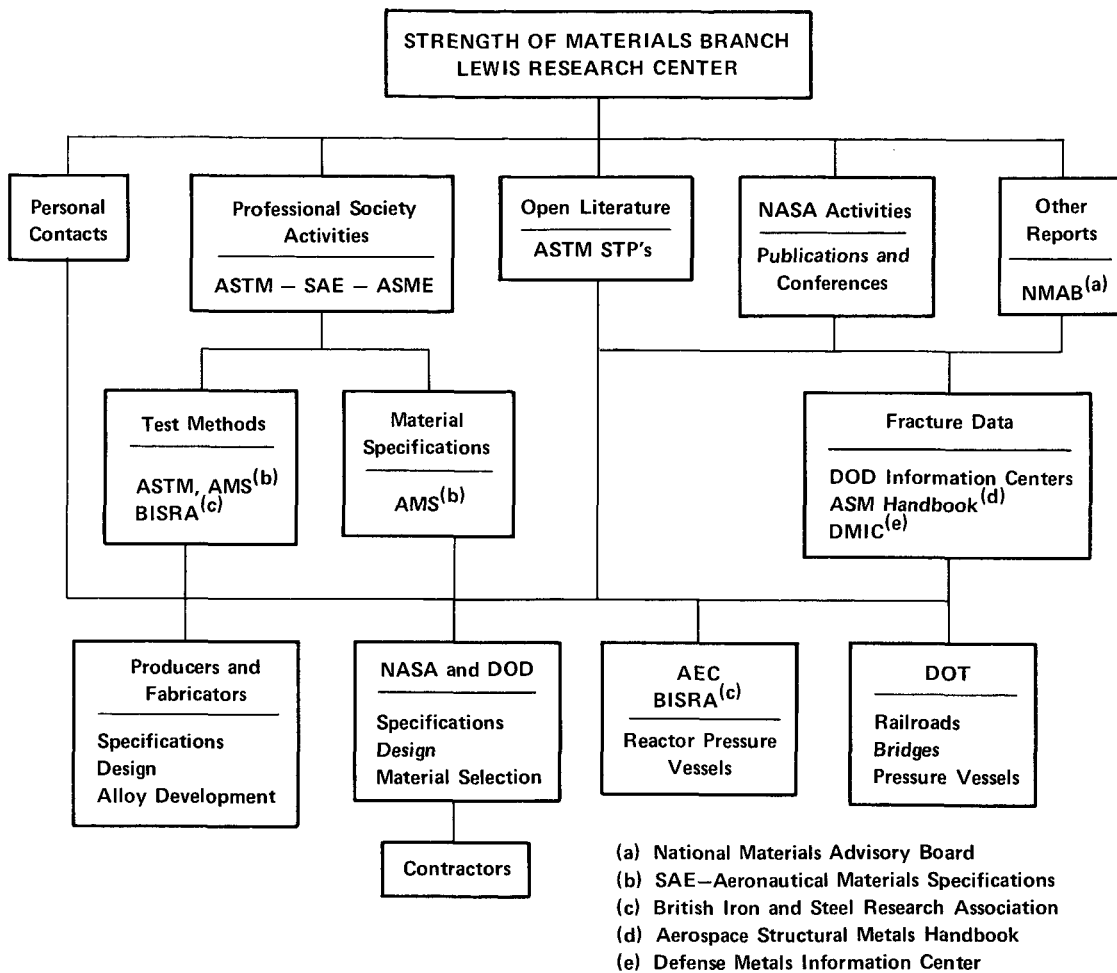 STRENGTH OF MATERIALS BRANCH
LEWIS RESEARCH CENTER
Personal
Contacts
Professional Society
Activities
ASTM – SAE – ASME
Open Literature
ASTM STP's
NASA Activities
Publications and
Conferences
Other
Reports
NMAB(a)
Test Methods
ASTM, AMS(b)
BISRA(c)
Material
Specifications
AMS(b)
Fracture Data
DOD Information Centers
ASM Handbook(d)
DMIC(e)
Producers and
Fabricators
Specifications
Design
Alloy Development
NASA and DOD
Specifications
Design
Material Selection
AEC
BISRA(c)
Reactor Pressure
Vessels
DOT
Railroads
Bridges
Pressure Vessels
Contractors
(a) National Materials Advisory Board
(b) SAE–Aeronautical Materials Specifications
(c) British Iron and Steel Research Association
(d) Aerospace Structural Metals Handbook
(e) Defense Metals Information Center